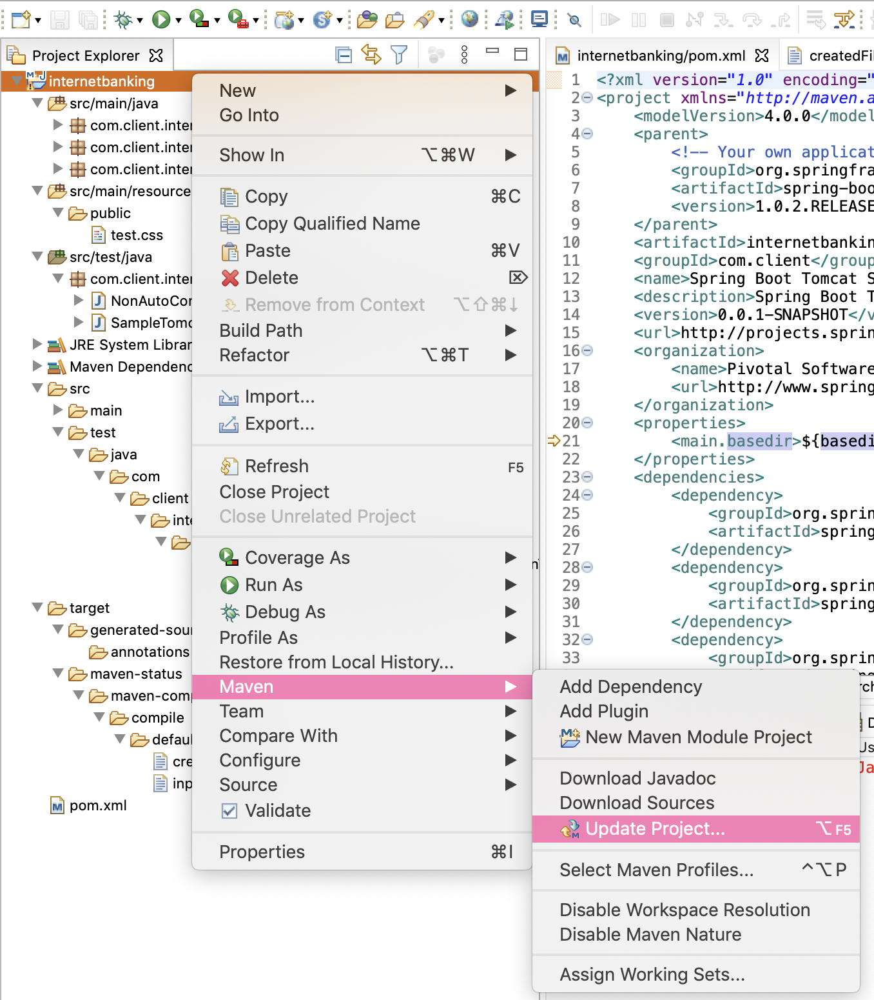 Project Explorer
internetbanking
src/main/java
com.client.inter
com.client.inter
com.client.inter
src/main/resource
public
test.css
src/test/java
com.client.inter
NonAutoCon
SampleTomc
JRE System Librar
Maven Dependenc
src
main
test
java
com
client
inte
target
generated-sour
annotations
maven-status
maven-comp
compile
defaul
cre
inp
pom.xml
New
Go Into
Show In ⌥⌘W
Copy ⌘C
Copy Qualified Name
Paste ⌘V
Delete ⌦
Remove from Context ⌥⇧⌘↓
Build Path
Refactor ⌥⌘T
Import...
Export...
Refresh F5
Close Project
Close Unrelated Project
Coverage As
Run As
Debug As
Profile As
Restore from Local History...
Maven
Team
Compare With
Configure
Source
Validate
Properties ⌘I
Add Dependency
Add Plugin
New Maven Module Project
Download Javadoc
Download Sources
Update Project... ⌥F5
Select Maven Profiles... ^⌥P
Disable Workspace Resolution
Disable Maven Nature
Assign Working Sets...
internetbanking/pom.xml
createdFil
1 <?xml version="1.0" encoding="
2 <project xmlns="http://maven.a
3 <modelVersion>4.0.0</model
4 <parent>
5 <!-- Your own applicat
6 <groupId>org.springfra
7 <artifactId>spring-boo
8 <version>1.0.2.RELEASE
9 </parent>
10 <artifactId>internetbankin
11 <groupId>com.client</group
12 <name>Spring Boot Tomcat S
13 <description>Spring Boot T
14 <version>0.0.1-SNAPSHOT</v
15 <url>http://projects.sprin
16 <organization>
17 <name>Pivotal Software
18 <url>http://www.spring
19 </organization>
20 <properties>
21 <main.basedir>${basedi
22 </properties>
23 <dependencies>
24 <dependency>
25 <groupId>org.sprin
26 <artifactId>spring
27 </dependency>
28 <dependency>
29 <groupId>org.sprin
30 <artifactId>spring
31 </dependency>
32 <dependency>
33 <groupId>org.sprin